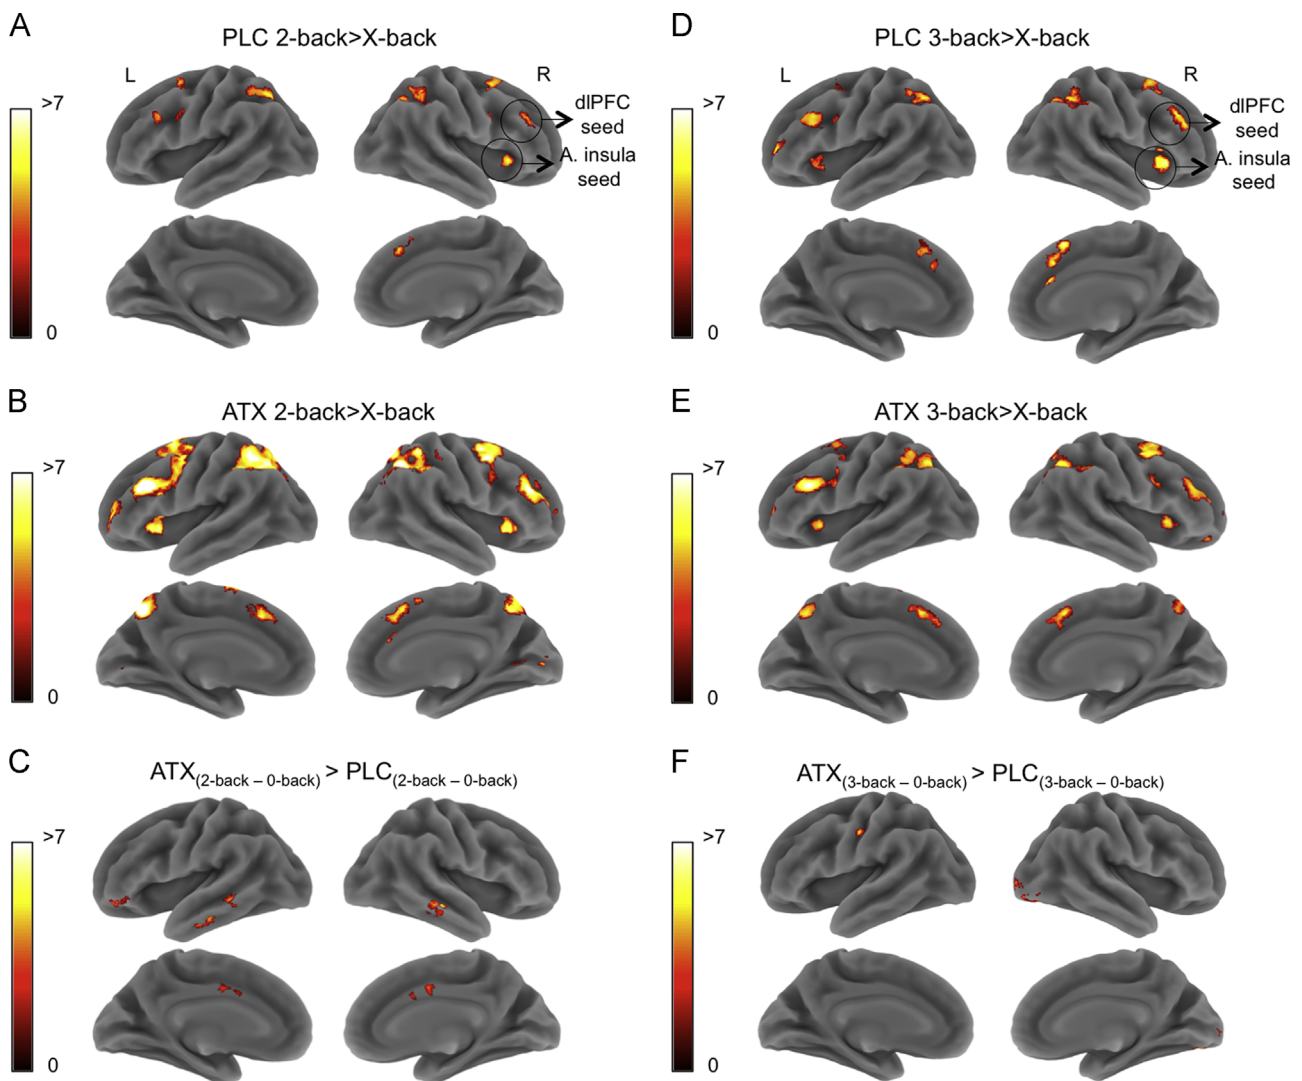 A
PLC 2-back>X-back
L
R
>7
0
dlPFC
seed
A. insula
seed
D
PLC 3-back>X-back
L
R
>7
0
dlPFC
seed
A. insula
seed
B
ATX 2-back>X-back
>7
0
E
ATX 3-back>X-back
>7
0
C
ATX(2-back – 0-back) > PLC(2-back – 0-back)
>7
0
F
ATX(3-back – 0-back) > PLC(3-back – 0-back)
>7
0